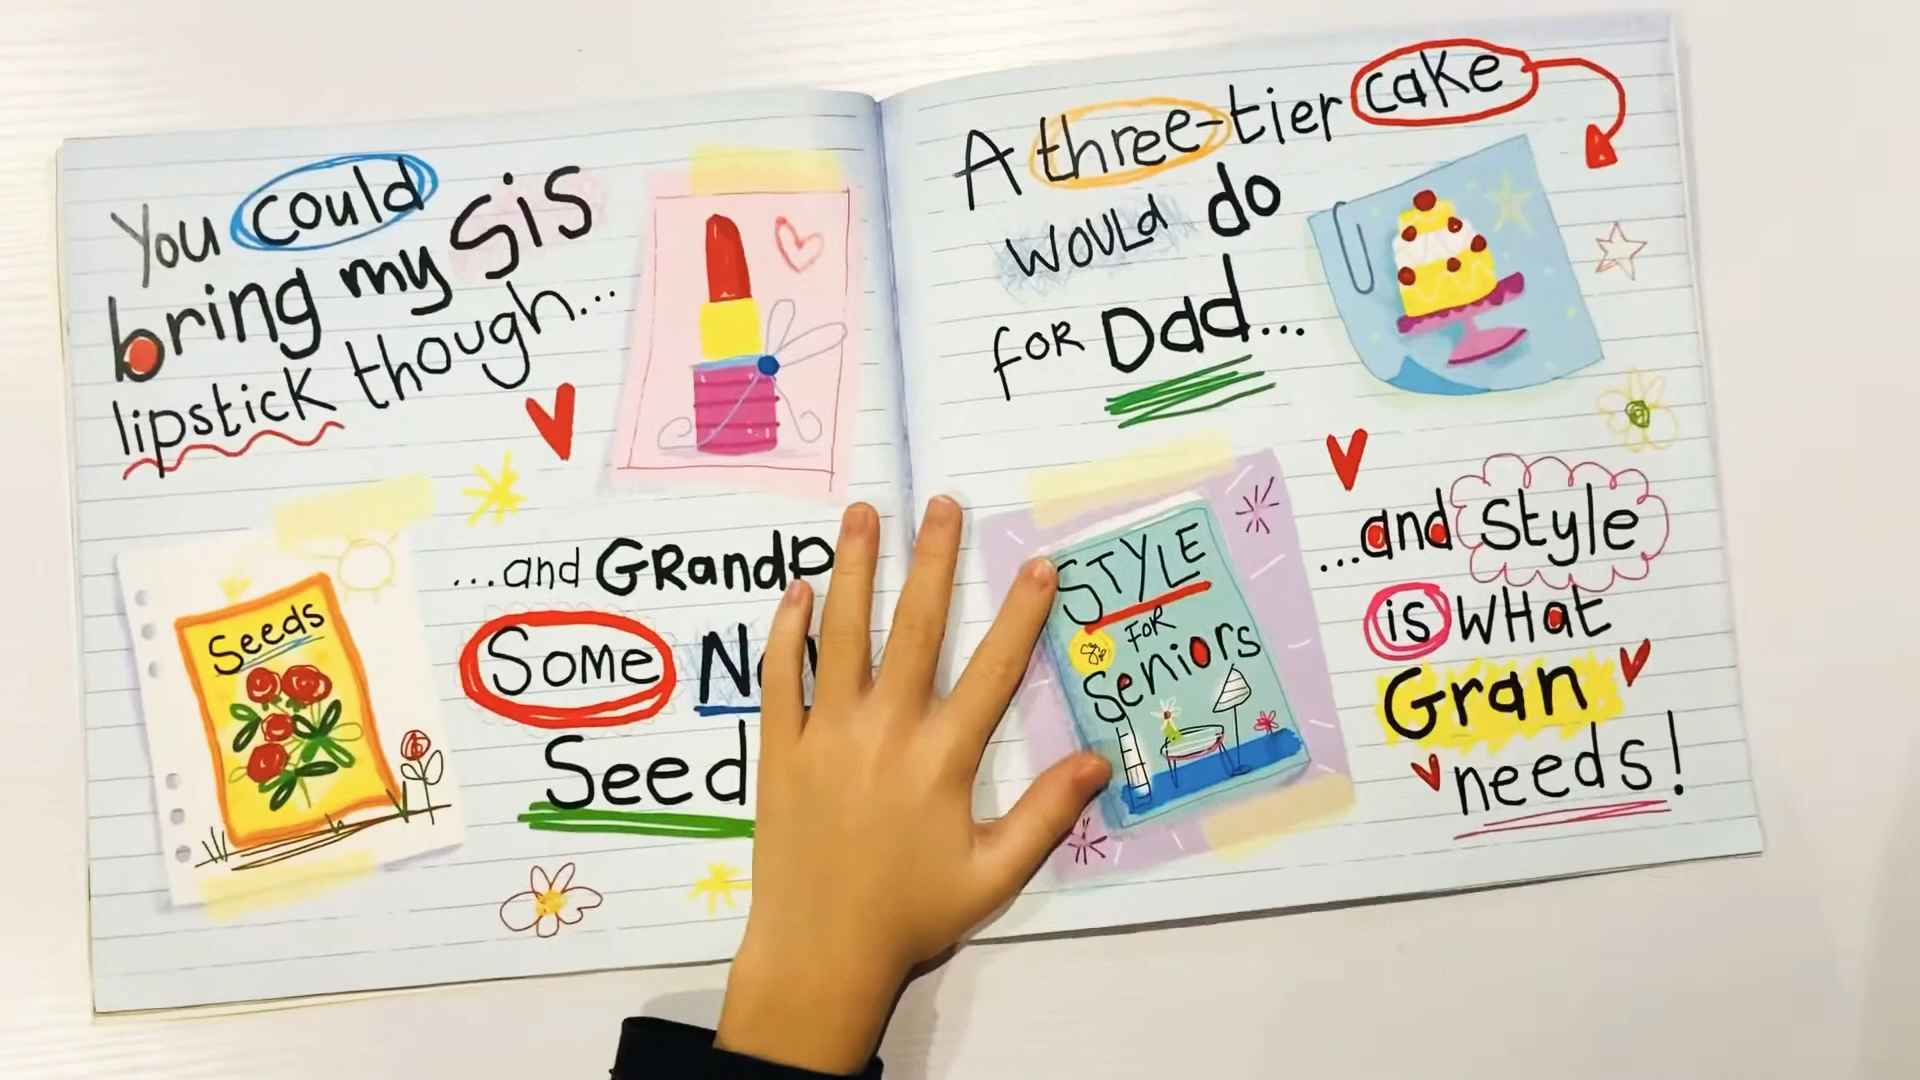 You could
bring my sis
lipstick though...
...and GRandp
Some
Seed
Seeds
A three-tier cake
WOULd do
foR Dad...
STYLE
FOR
Seniors
...and Style
is WHat
Gran
needs!